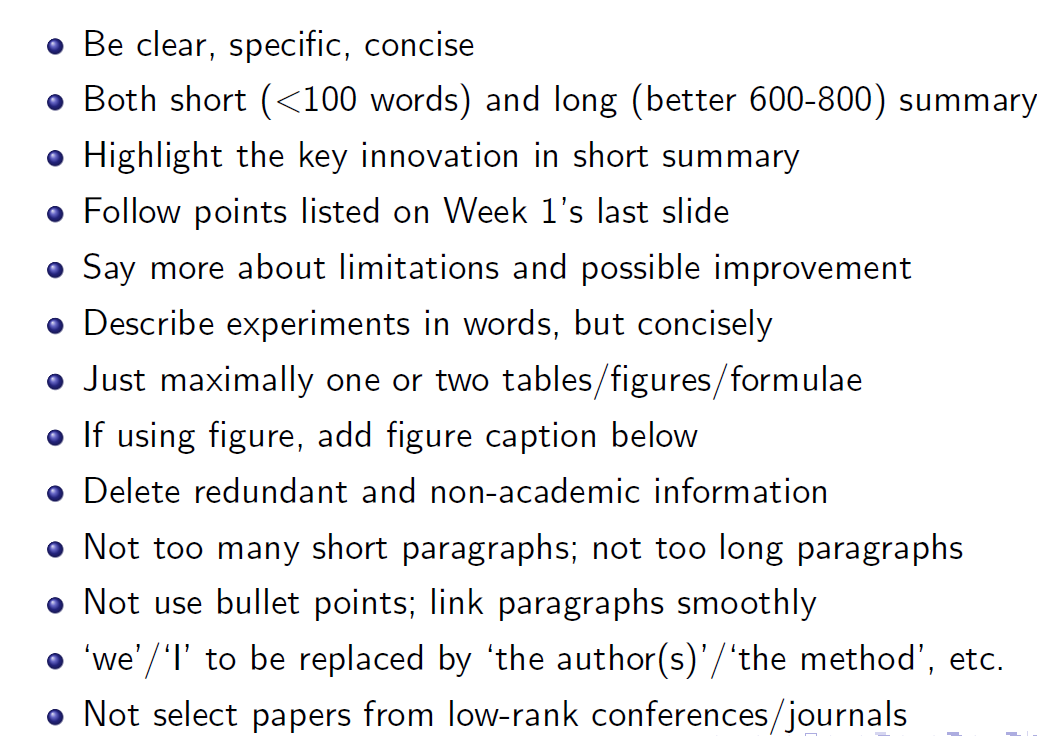 Be clear, specific, concise
Both short (<100 words) and long (better 600-800) summary
Highlight the key innovation in short summary
Follow points listed on Week 1's last slide
Say more about limitations and possible improvement
Describe experiments in words, but concisely
Just maximally one or two tables/figures/formulae
If using figure, add figure caption below
Delete redundant and non-academic information
Not too many short paragraphs; not too long paragraphs
Not use bullet points; link paragraphs smoothly
‘we’/‘I’ to be replaced by ‘the author(s)’/‘the method’, etc.
Not select papers from low-rank conferences/journals